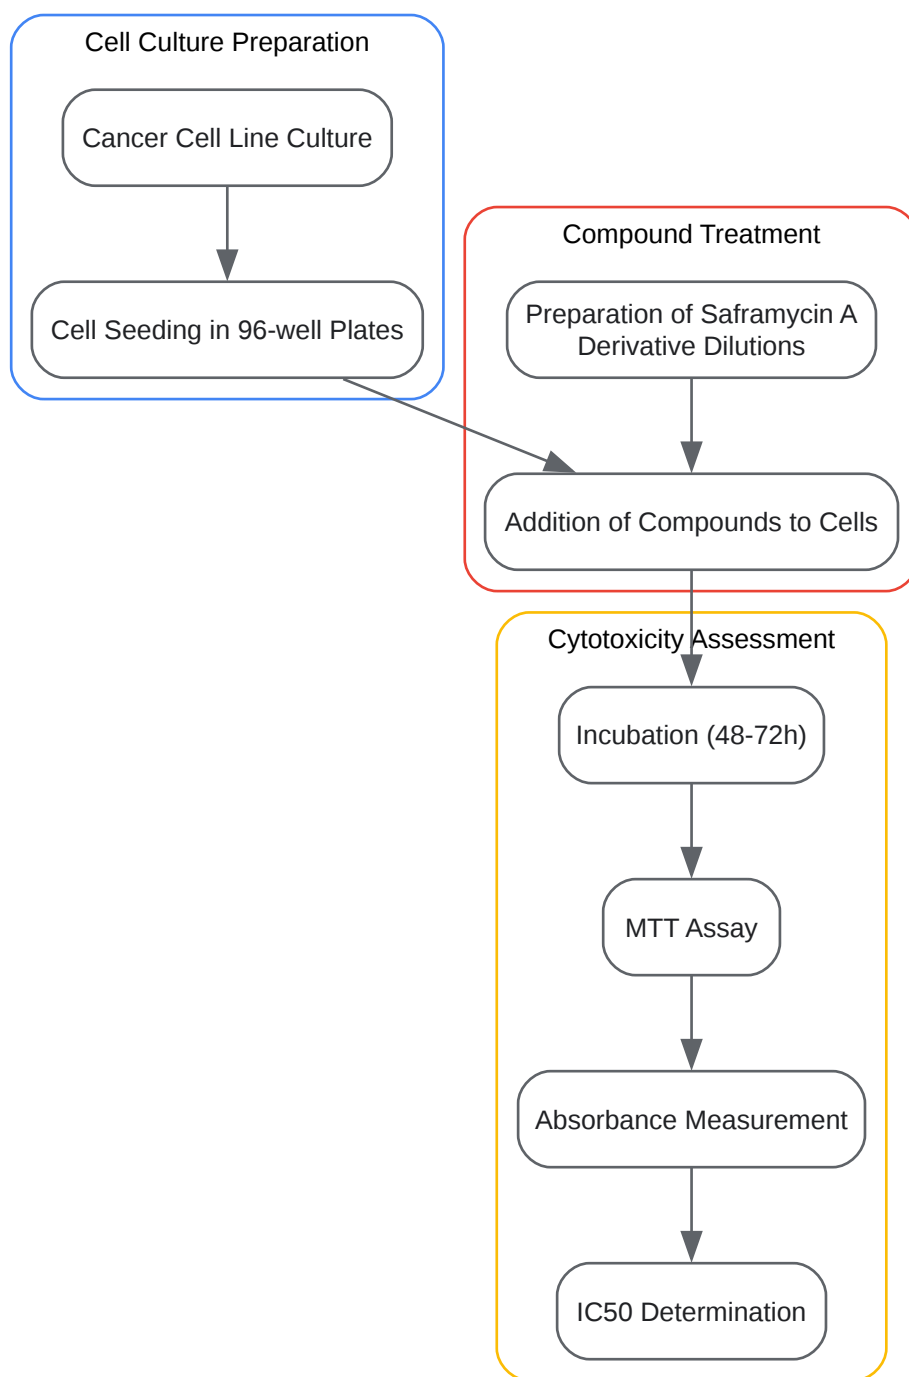 Cell Culture Preparation
Cancer Cell Line Culture
Cell Seeding in 96-well Plates
Compound Treatment
Preparation of Saframycin A
Derivative Dilutions
Addition of Compounds to Cells
Cytotoxicity Assessment
Incubation (48-72h)
MTT Assay
Absorbance Measurement
IC50 Determination